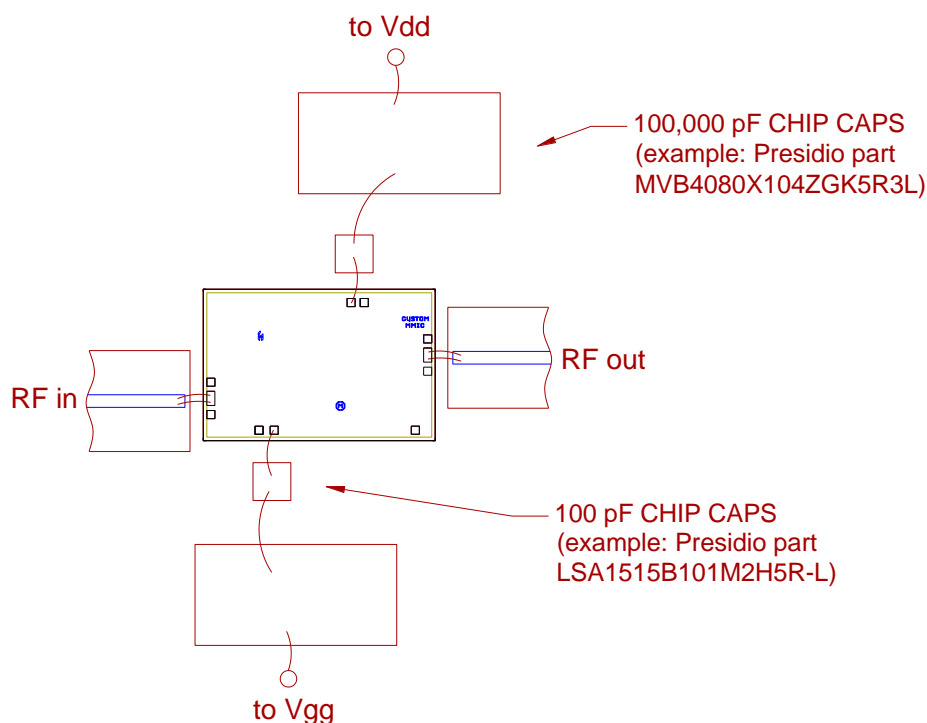 to Vdd
100,000 pF CHIP CAPS
(example: Presidio part
MVB4080X104ZGK5R3L)
CUSTOM
MMIC
RF out
RF in
100 pF CHIP CAPS
(example: Presidio part
LSA1515B101M2H5R-L)
to Vgg